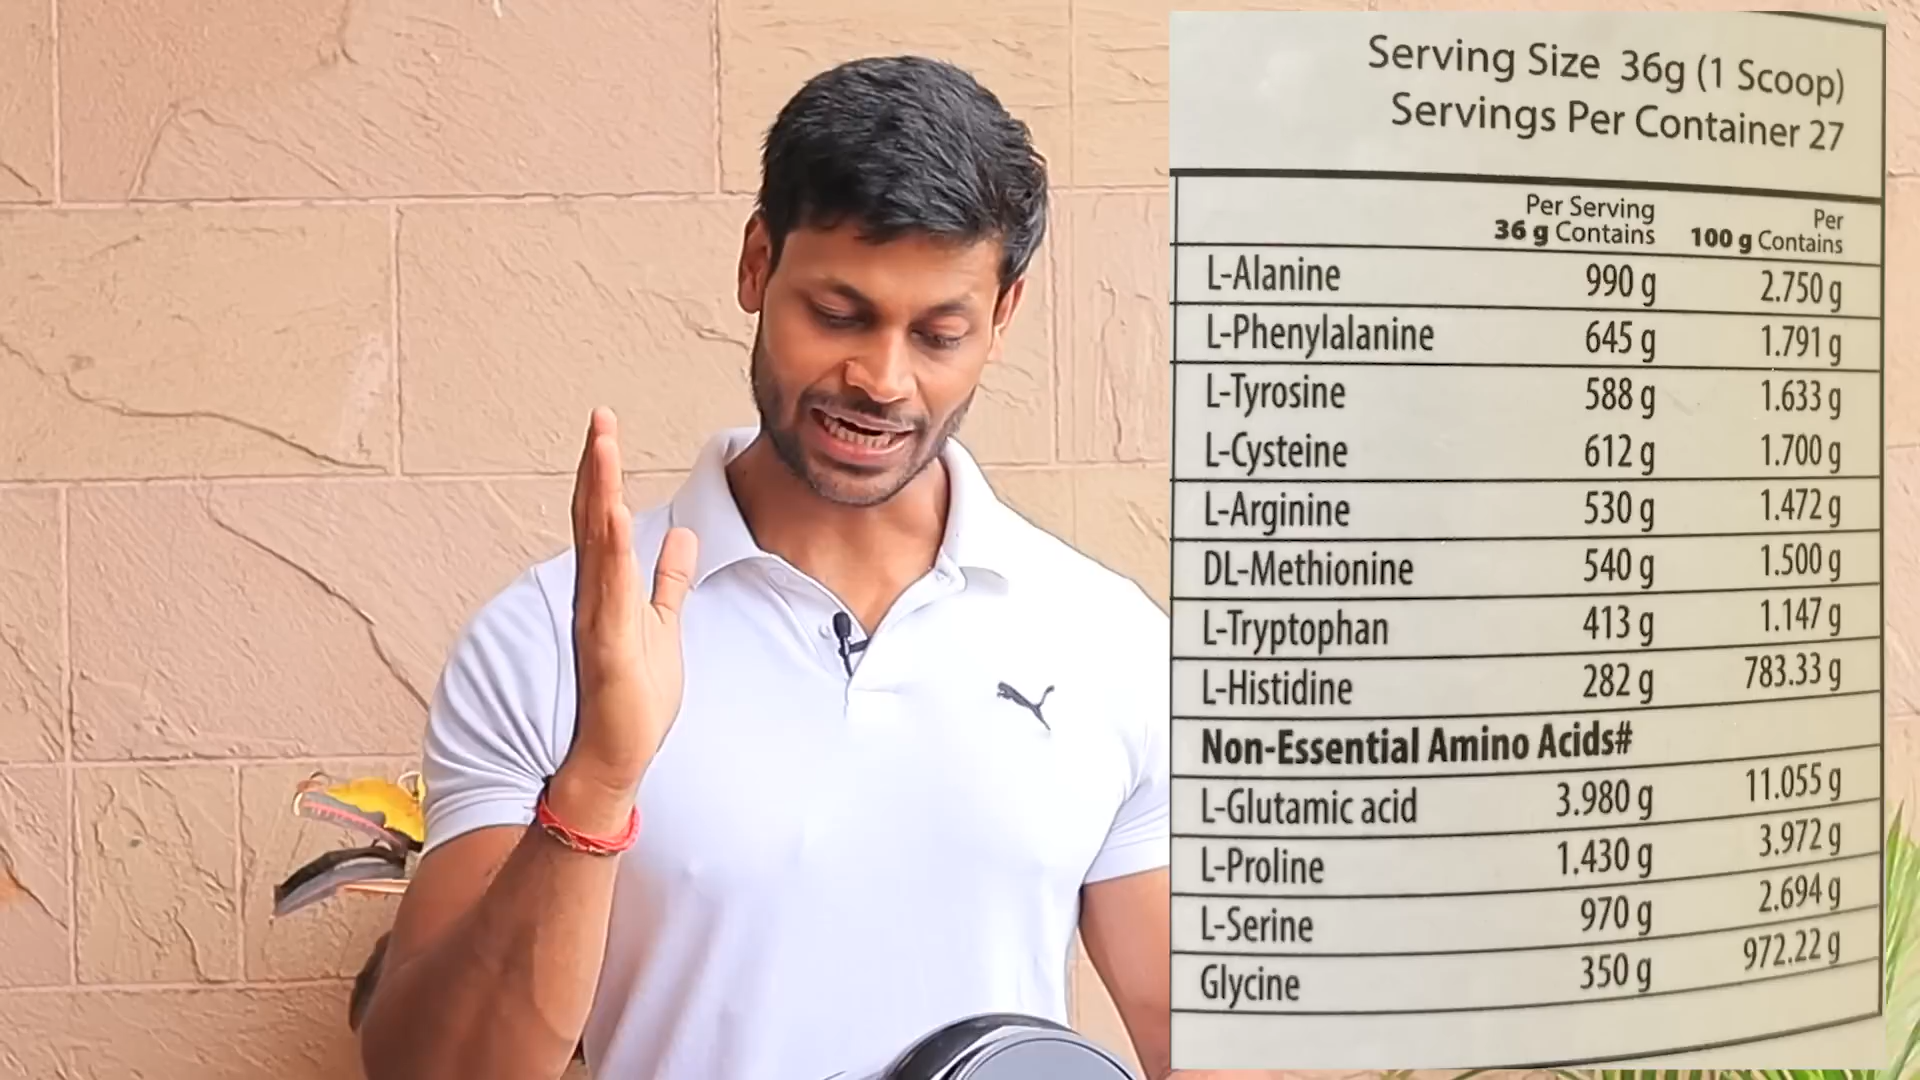 Serving Size 36g (1 Scoop)
Servings Per Container 27
Per Serving Per
36 g Contains 100 g Contains
L-Alanine 990 g 2.750 g
L-Phenylalanine 645 g 1.791 g
L-Tyrosine 588 g 1.633 g
L-Cysteine 612 g 1.700 g
L-Arginine 530 g 1.472 g
DL-Methionine 540 g 1.500 g
L-Tryptophan 413 g 1.147 g
L-Histidine 282 g 783.33 g
Non-Essential Amino Acids#
L-Glutamic acid 3.980 g 11.055 g
L-Proline 1.430 g 3.972 g
L-Serine 970 g 2.694 g
Glycine 350 g 972.22 g